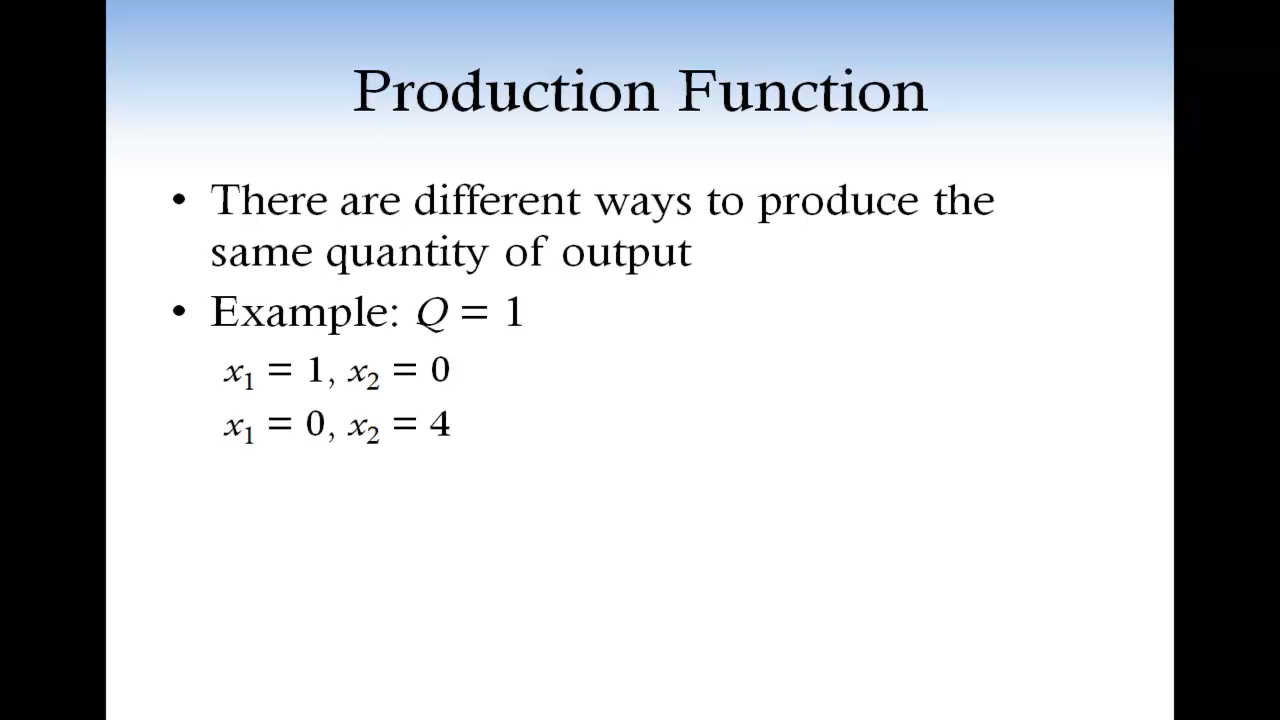 Production Function
• There are different ways to produce the
same quantity of output
• Example: Q = 1
x₁ = 1, x₂ = 0
x₁ = 0, x₂ = 4